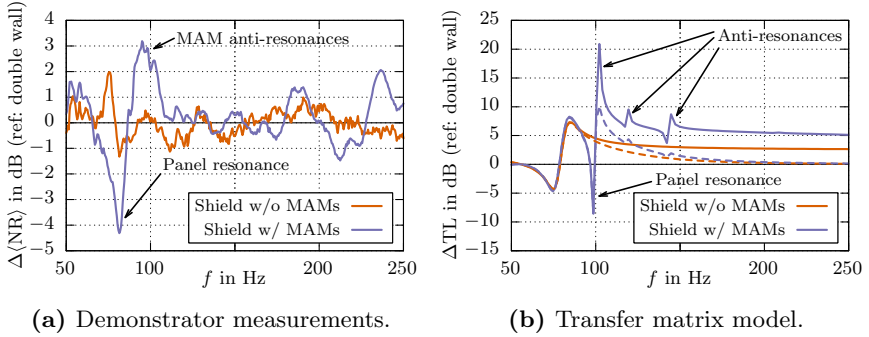 Δ⟨NR⟩ in dB (ref: double wall)
4
3
2
1
0
−1
−2
−3
−4
−5
MAM anti-resonances
Panel resonance
Shield w/o MAMs
Shield w/ MAMs
50 100 150 200 250
f in Hz
(a) Demonstrator measurements.
ΔTL in dB (ref: double wall)
25
20
15
10
5
0
−5
−10
−15
Anti-resonances
Panel resonance
Shield w/o MAMs
Shield w/ MAMs
50 100 150 200 250
f in Hz
(b) Transfer matrix model.